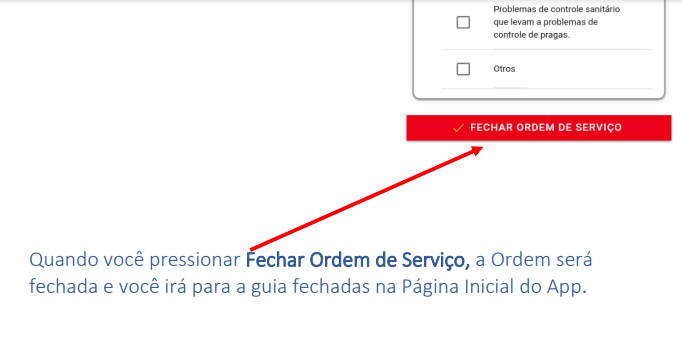 Problemas de controle sanitário
que levam a problemas de
controle de pragas.
Otros
FECHAR ORDEM DE SERVIÇO
Quando você pressionar Fechar Ordem de Serviço, a Ordem será
fechada e você irá para a guia fechadas na Página Inicial do App.